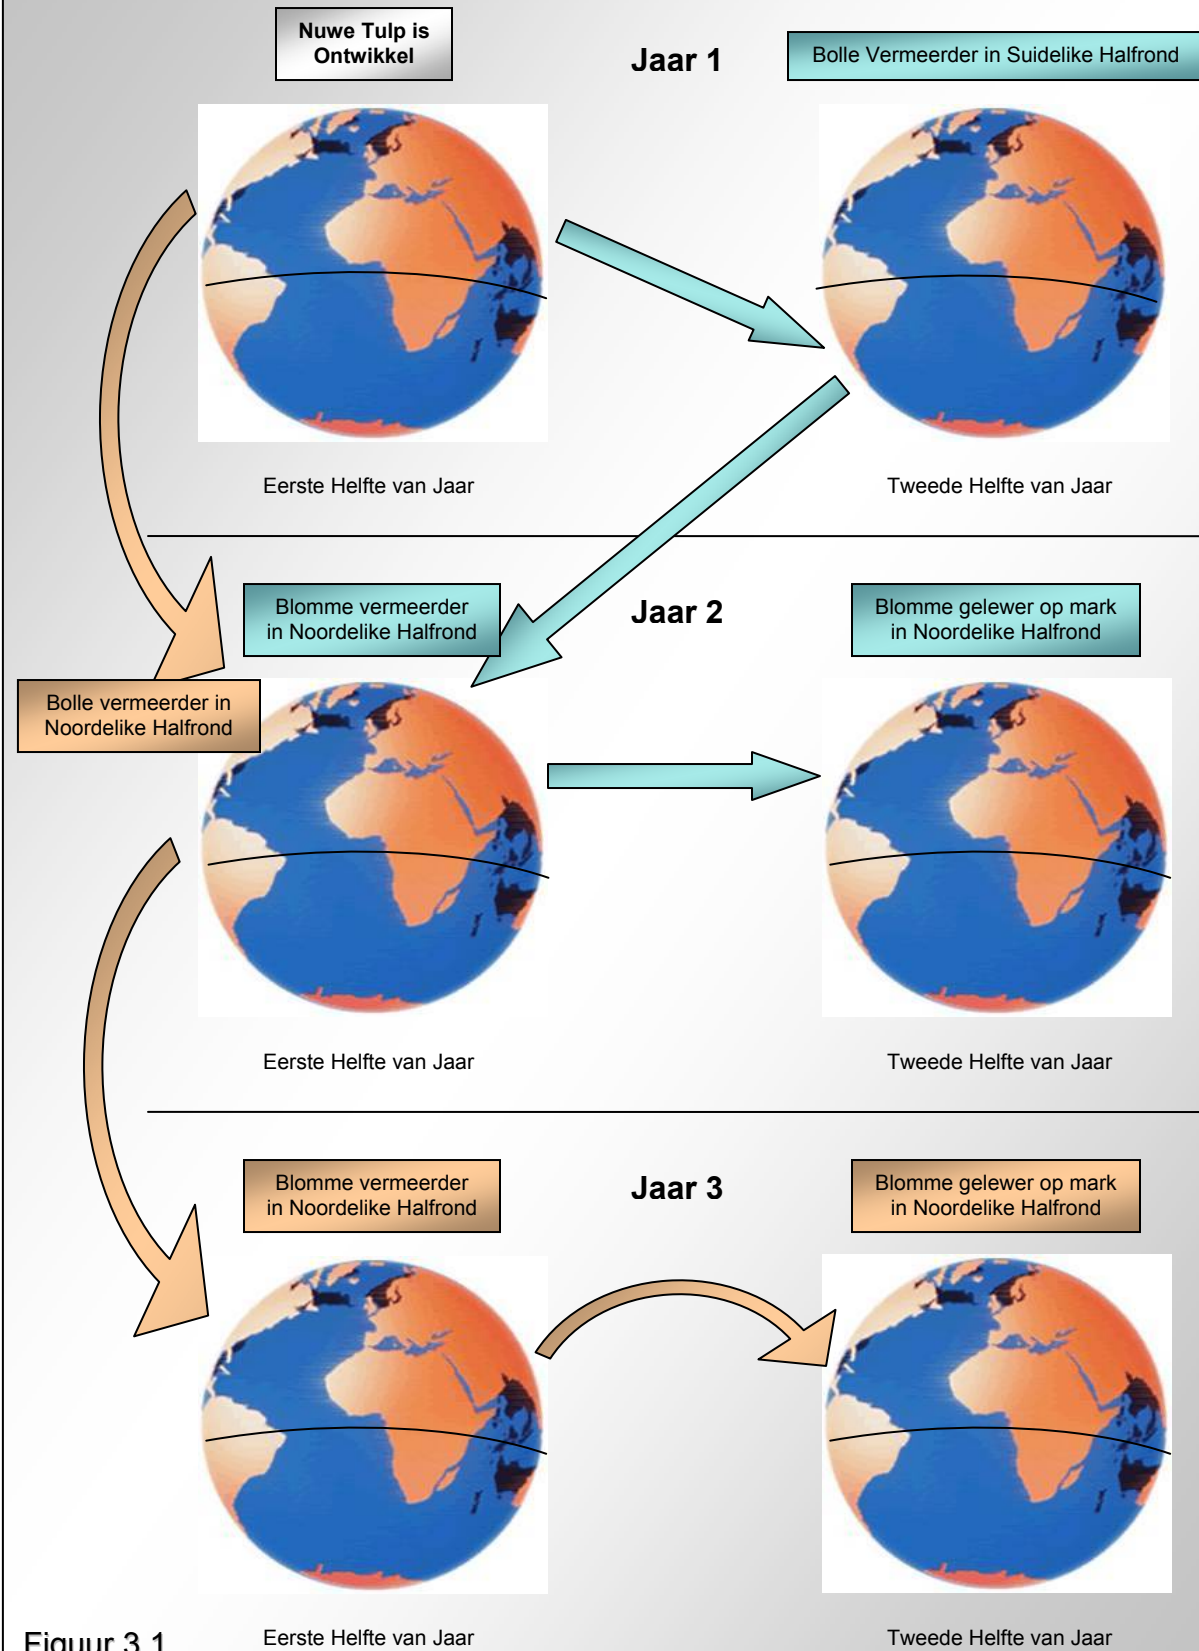 Nuwe Tulp is
Ontwikkel
Jaar 1
Bolle Vermeerder in Suidelike Halfrond
Eerste Helfte van Jaar
Tweede Helfte van Jaar
Blomme vermeerder
in Noordelike Halfrond
Jaar 2
Blomme gelewer op mark
in Noordelike Halfrond
Bolle vermeerder in
Noordelike Halfrond
Eerste Helfte van Jaar
Tweede Helfte van Jaar
Blomme vermeerder
in Noordelike Halfrond
Jaar 3
Blomme gelewer op mark
in Noordelike Halfrond
Eerste Helfte van Jaar
Tweede Helfte van Jaar
Figuur 3.1